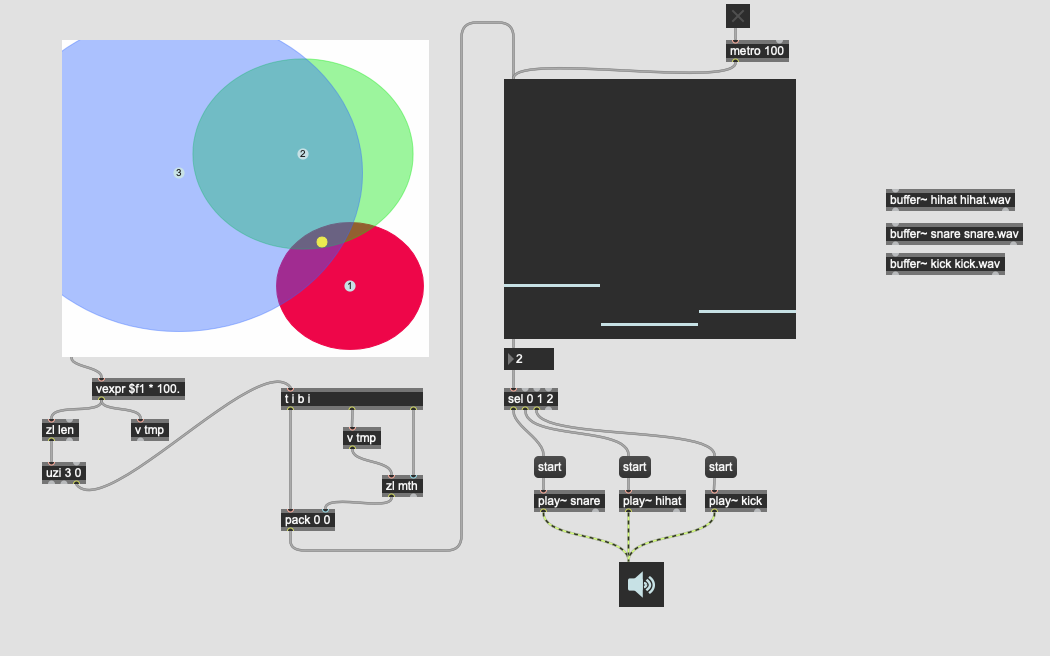 metro 100
3
2
1
buffer~ hihat hihat.wav
buffer~ snare snare.wav
buffer~ kick kick.wav
2
vexpr $f1 * 100.
t i b i
sel 0 1 2
zl len
v tmp
v tmp
uzi 3 0
zl mth
start
start
start
play~ snare
play~ hihat
play~ kick
pack 0 0